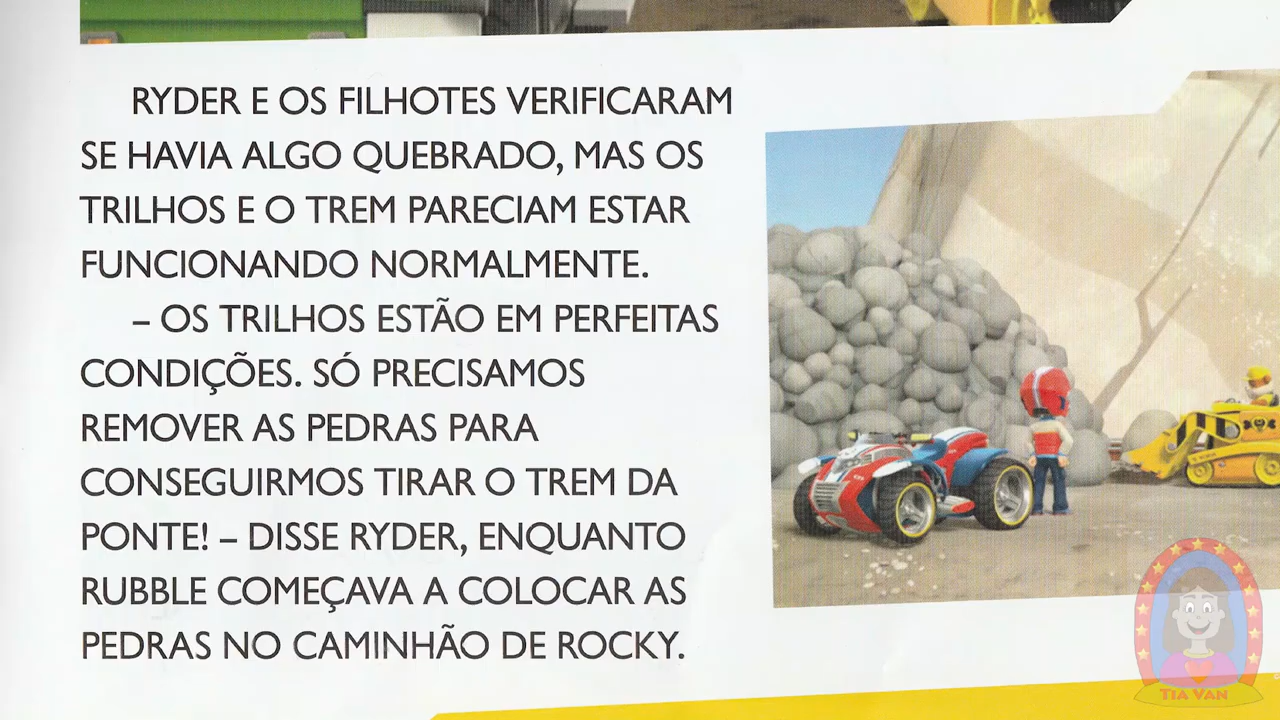 RYDER E OS FILHOTES VERIFICARAM
SE HAVIA ALGO QUEBRADO, MAS OS
TRILHOS E O TREM PARECIAM ESTAR
FUNCIONANDO NORMALMENTE.
– OS TRILHOS ESTÃO EM PERFEITAS
CONDIÇÕES. SÓ PRECISAMOS
REMOVER AS PEDRAS PARA
CONSEGUIRMOS TIRAR O TREM DA
PONTE! – DISSE RYDER, ENQUANTO
RUBBLE COMEÇAVA A COLOCAR AS
PEDRAS NO CAMINHÃO DE ROCKY.
TIA VAN